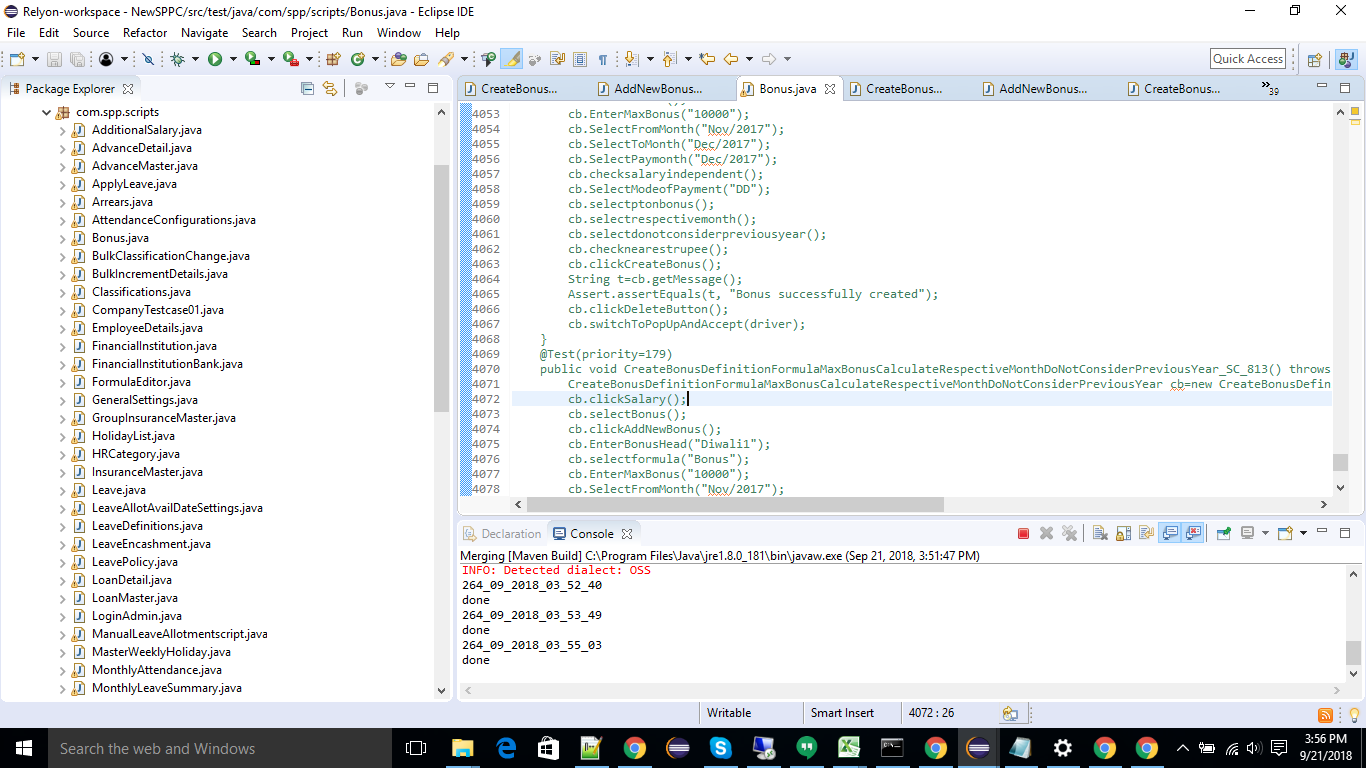 Relyon-workspace - NewSPPC/src/test/java/com/spp/scripts/Bonus.java - Eclipse IDE
File Edit Source Refactor Navigate Search Project Run Window Help
Quick Access
Package Explorer
com.spp.scripts
AdditionalSalary.java
AdvanceDetail.java
AdvanceMaster.java
ApplyLeave.java
Arrears.java
AttendanceConfigurations.java
Bonus.java
BulkClassificationChange.java
BulkIncrementDetails.java
Classifications.java
CompanyTestcase01.java
EmployeeDetails.java
FinancialInstitution.java
FinancialInstitutionBank.java
FormulaEditor.java
GeneralSettings.java
GroupInsuranceMaster.java
HolidayList.java
HRCategory.java
InsuranceMaster.java
Leave.java
LeaveAllotAvailDateSettings.java
LeaveDefinitions.java
LeaveEncashment.java
LeavePolicy.java
LoanDetail.java
LoanMaster.java
LoginAdmin.java
ManualLeaveAllotmentscript.java
MasterWeeklyHoliday.java
MonthlyAttendance.java
MonthlyLeaveSummary.java
CreateBonus... AddNewBonus... Bonus.java CreateBonus... AddNewBonus... CreateBonus... 39
4053 cb.EnterMaxBonus("10000");
4054 cb.SelectFromMonth("Nov/2017");
4055 cb.SelectToMonth("Dec/2017");
4056 cb.SelectPaymonth("Dec/2017");
4057 cb.checksalaryindependent();
4058 cb.SelectModeofPayment("DD");
4059 cb.selectptonbonus();
4060 cb.selectrespectivemonth();
4061 cb.selectdonotconsiderpreviousyear();
4062 cb.checknearestrupee();
4063 cb.clickCreateBonus();
4064 String t=cb.getMessage();
4065 Assert.assertEquals(t, "Bonus successfully created");
4066 cb.clickDeleteButton();
4067 cb.switchToPopUpAndAccept(driver);
4068 }
4069 @Test(priority=179)
4070 public void CreateBonusDefinitionFormulaMaxBonusCalculateRespectiveMonthDoNotConsiderPreviousYear_SC_813() throws
4071 CreateBonusDefinitionFormulaMaxBonusCalculateRespectiveMonthDoNotConsiderPreviousYear cb=new CreateBonusDefin
4072 cb.clickSalary();
4073 cb.selectBonus();
4074 cb.clickAddNewBonus();
4075 cb.EnterBonusHead("Diwali1");
4076 cb.selectformula("Bonus");
4077 cb.EnterMaxBonus("10000");
4078 cb.SelectFromMonth("Nov/2017");
Declaration Console
Merging [Maven Build] C:\Program Files\Java\jre1.8.0_181\bin\javaw.exe (Sep 21, 2018, 3:51:47 PM)
INFO: Detected dialect: OSS
264_09_2018_03_52_40
done
264_09_2018_03_53_49
done
264_09_2018_03_55_03
done
Writable Smart Insert 4072 : 26
Search the web and Windows
3:56 PM
9/21/2018